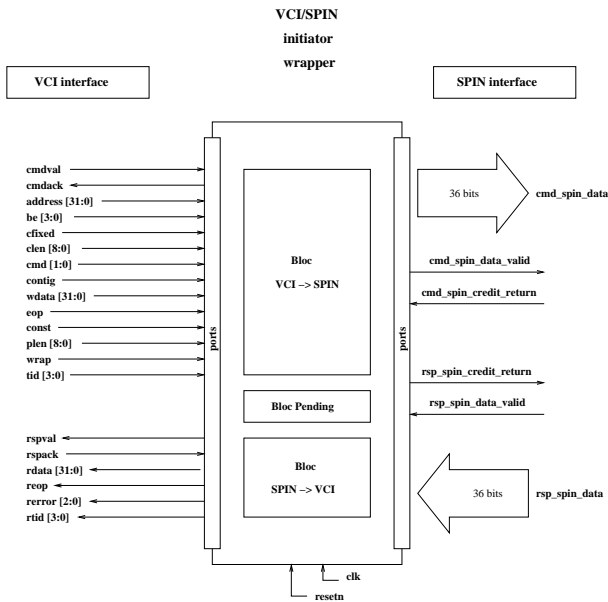 VCI/SPIN
initiator
wrapper
VCI interface
SPIN interface
cmdval
cmdack
address [31:0]
be [3:0]
cfixed
clen [8:0]
cmd [1:0]
contig
wdata [31:0]
eop
const
plen [8:0]
wrap
tid [3:0]
rspval
rspack
rdata [31:0]
reop
rerror [2:0]
rtid [3:0]
ports
Bloc
VCI -> SPIN
Bloc Pending
Bloc
SPIN -> VCI
ports
36 bits
cmd_spin_data
cmd_spin_data_valid
cmd_spin_credit_return
rsp_spin_credit_return
rsp_spin_data_valid
36 bits
rsp_spin_data
clk
resetn